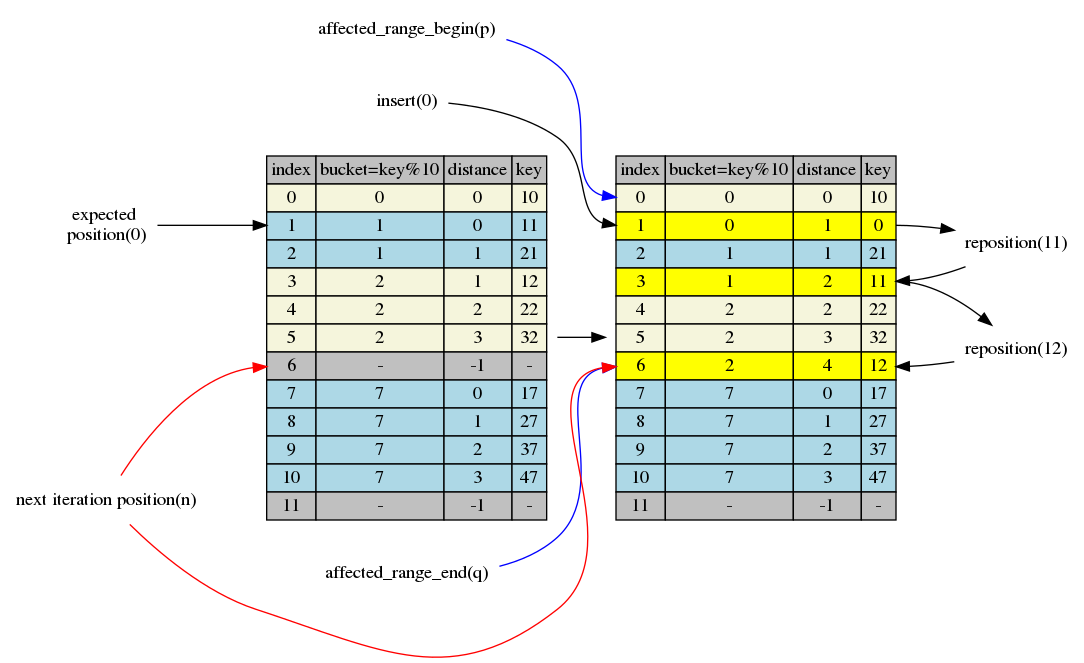 affected_range_begin(p)
insert(0)
index bucket=key%10 distance key
0 0 0 10
1 1 0 11
2 1 1 21
3 2 1 12
4 2 2 22
5 2 3 32
6 - -1 -
7 7 0 17
8 7 1 27
9 7 2 37
10 7 3 47
11 - -1 -
index bucket=key%10 distance key
0 0 0 10
1 0 1 0
2 1 1 21
3 1 2 11
4 2 2 22
5 2 3 32
6 2 4 12
7 7 0 17
8 7 1 27
9 7 2 37
10 7 3 47
11 - -1 -
expected
position(0)
reposition(11)
reposition(12)
next iteration position(n)
affected_range_end(q)